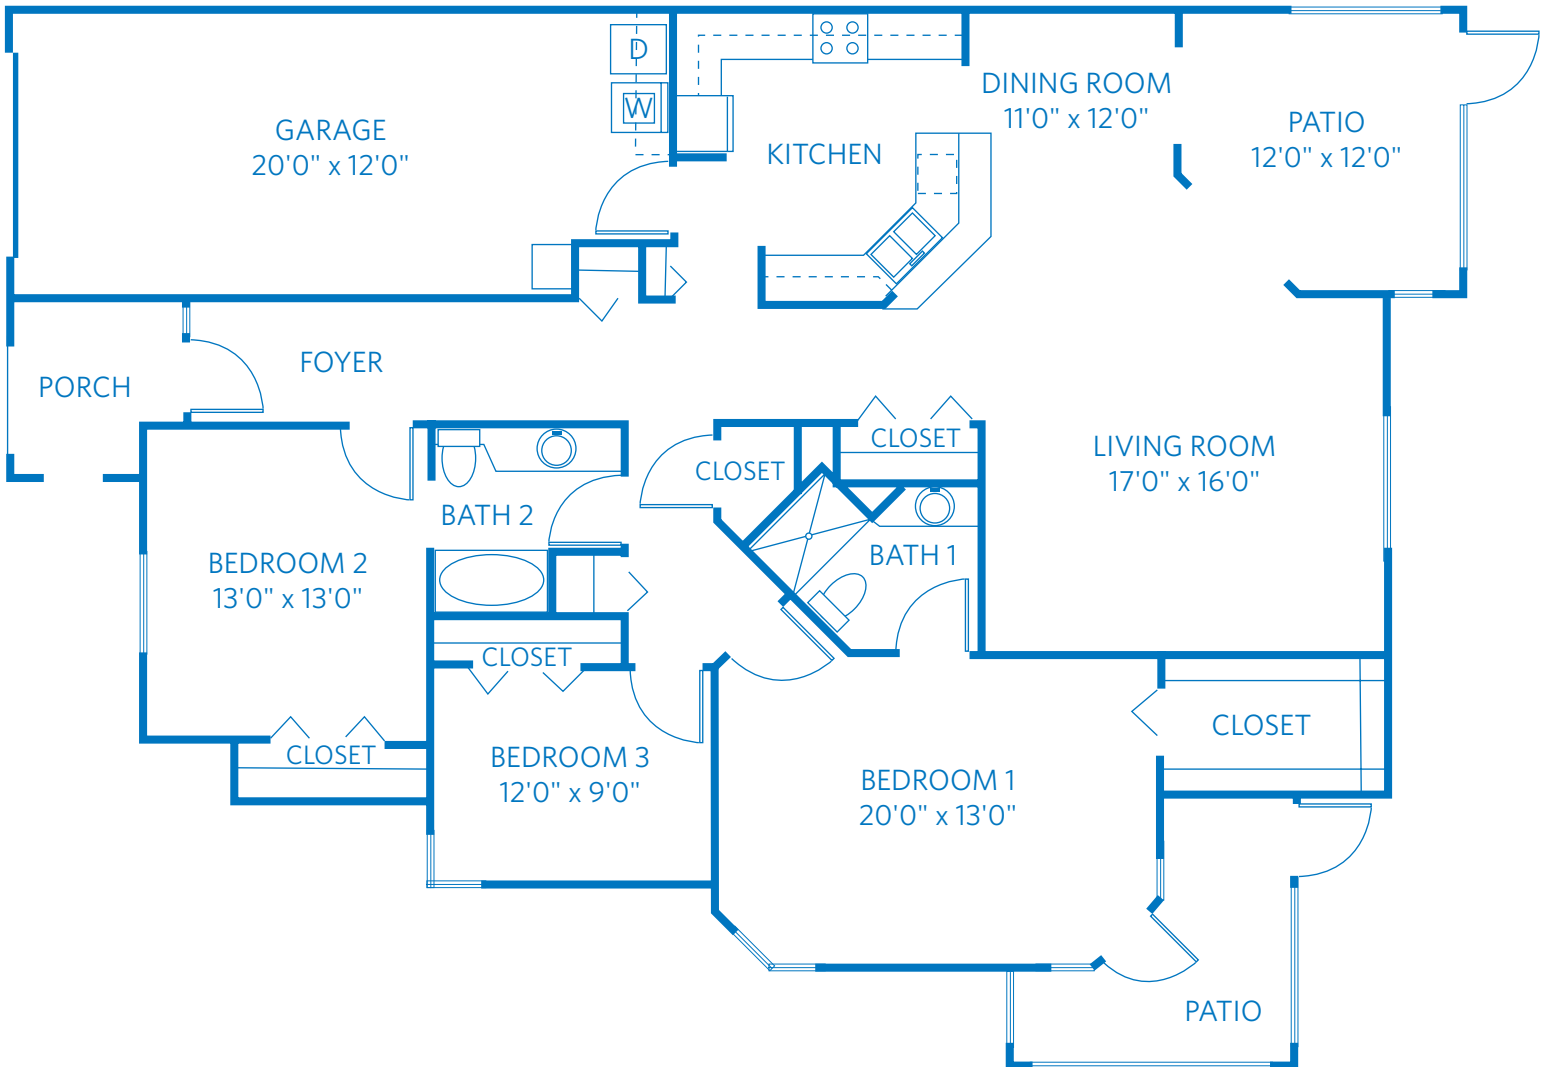 D
W
GARAGE
20'0" x 12'0"
KITCHEN
DINING ROOM
11'0" x 12'0"
PATIO
12'0" x 12'0"
PORCH
FOYER
CLOSET
CLOSET
LIVING ROOM
17'0" x 16'0"
BATH 2
BATH 1
BEDROOM 2
13'0" x 13'0"
CLOSET
CLOSET
BEDROOM 3
12'0" x 9'0"
BEDROOM 1
20'0" x 13'0"
CLOSET
PATIO